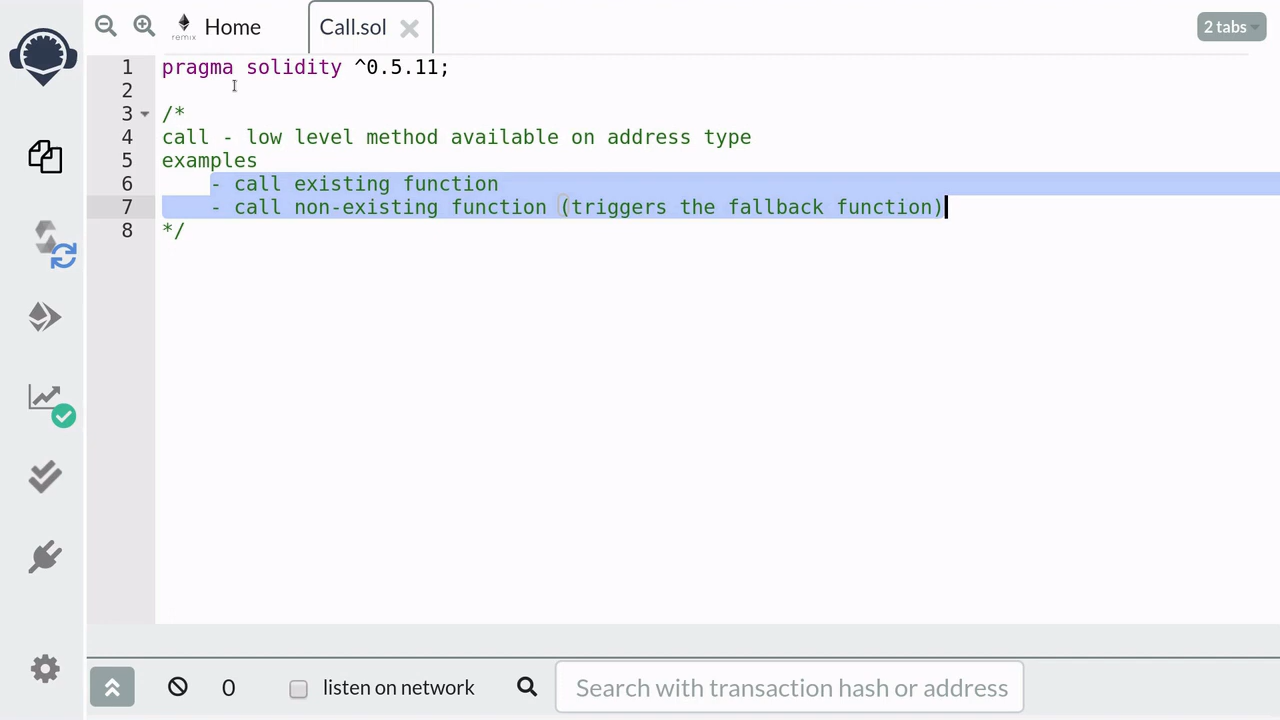 remix Home Call.sol 2 tabs
1 pragma solidity ^0.5.11;
2
3 /*
4 call - low level method available on address type
5 examples
6 - call existing function
7 - call non-existing function (triggers the fallback function)
8 */
0 listen on network Search with transaction hash or address